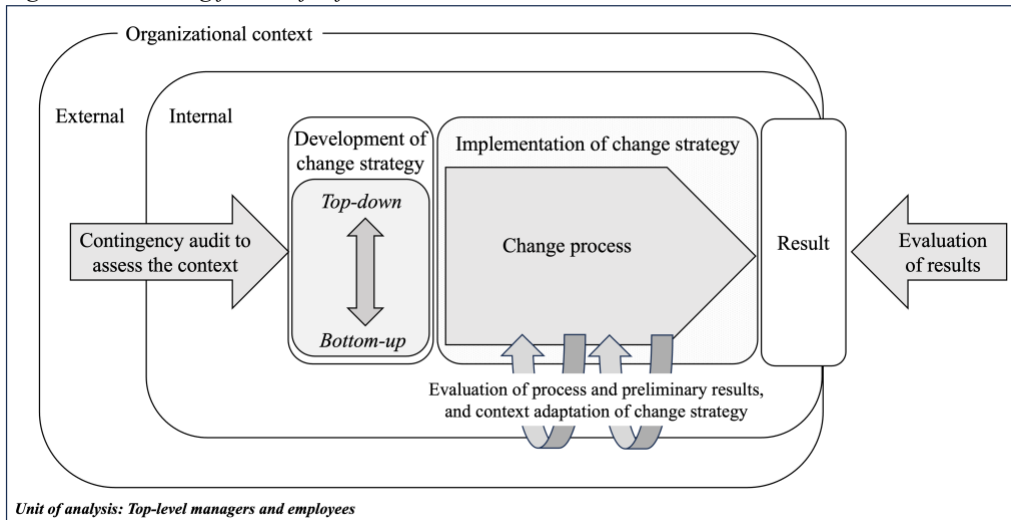 Organizational context
External
Internal
Development of
change strategy
Implementation of change strategy
Top-down
Bottom-up
Contingency audit to
assess the context
Change process
Result
Evaluation
of results
Evaluation of process and preliminary results,
and context adaptation of change strategy
Unit of analysis: Top-level managers and employees